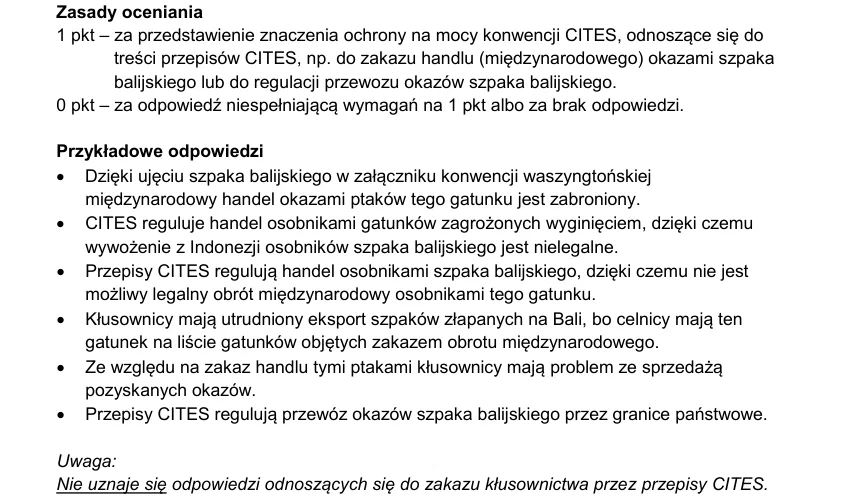 Zasady oceniania
1 pkt – za przedstawienie znaczenia ochrony na mocy konwencji CITES, odnoszące się do
treści przepisów CITES, np. do zakazu handlu (międzynarodowego) okazami szpaka
balijskiego lub do regulacji przewozu okazów szpaka balijskiego.
0 pkt – za odpowiedź niespełniającą wymagań na 1 pkt albo za brak odpowiedzi.
Przykładowe odpowiedzi
• Dzięki ujęciu szpaka balijskiego w załączniku konwencji waszyngtońskiej
międzynarodowy handel okazami ptaków tego gatunku jest zabroniony.
• CITES reguluje handel osobnikami gatunków zagrożonych wyginięciem, dzięki czemu
wywożenie z Indonezji osobników szpaka balijskiego jest nielegalne.
• Przepisy CITES regulują handel osobnikami szpaka balijskiego, dzięki czemu nie jest
możliwy legalny obrót międzynarodowy osobnikami tego gatunku.
• Kłusownicy mają utrudniony eksport szpaków złapanych na Bali, bo celnicy mają ten
gatunek na liście gatunków objętych zakazem obrotu międzynarodowego.
• Ze względu na zakaz handlu tymi ptakami kłusownicy mają problem ze sprzedażą
pozyskanych okazów.
• Przepisy CITES regulują przewóz okazów szpaka balijskiego przez granice państwowe.
Uwaga:
Nie uznaje się odpowiedzi odnoszących się do zakazu kłusownictwa przez przepisy CITES.